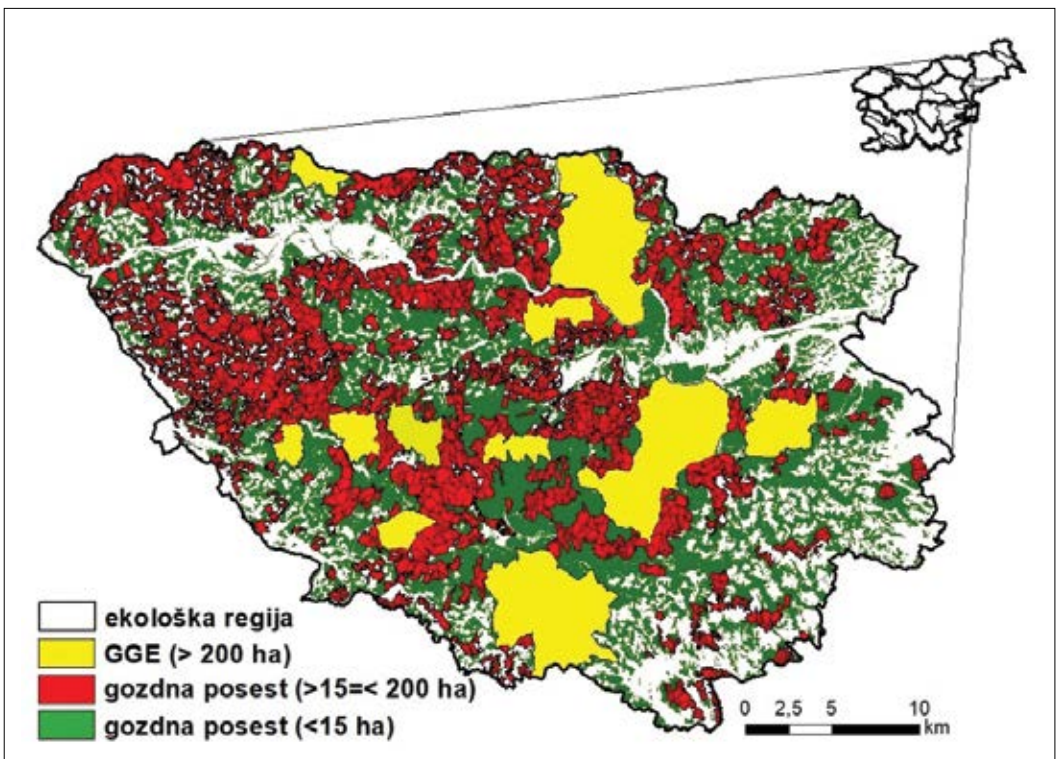 ekološka regija
GGE (> 200 ha)
gozdna posest (>15=< 200 ha)
gozdna posest (<15 ha)
0 2,5 5 10
km